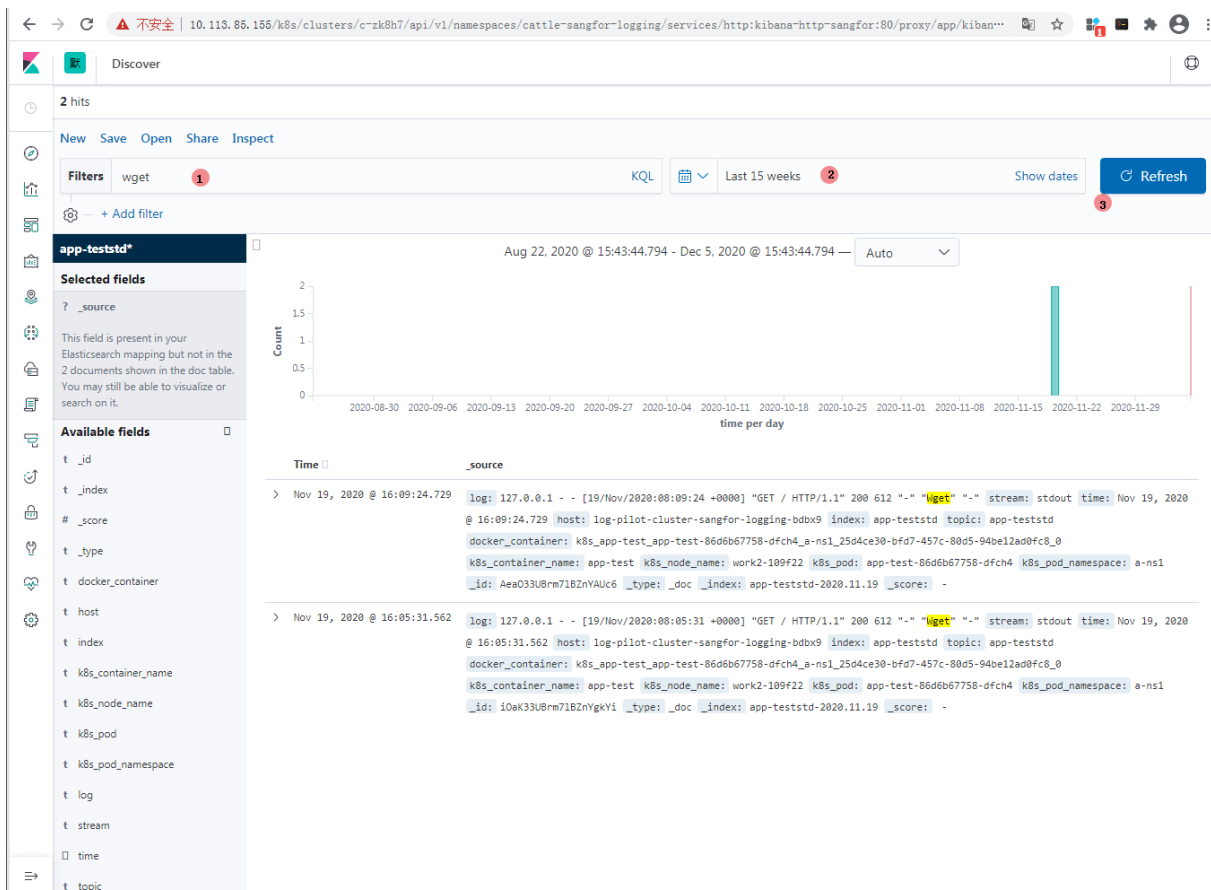 不安全 | 10.113.85.155/k8s/clusters/c-zk8h7/api/v1/namespaces/cattle-sangfor-logging/services/http:kibana-http-sangfor:80/proxy/app/kiban…
1
默 Discover
2 hits
New Save Open Share Inspect
Filters wget 1 KQL Last 15 weeks 2 Show dates Refresh
3
+ Add filter
app-teststd*
Selected fields
? _source
This field is present in your
Elasticsearch mapping but not in the
2 documents shown in the doc table.
You may still be able to visualize or
search on it.
Available fields
t _id
t _index
# _score
t _type
t docker_container
t host
t index
t k8s_container_name
t k8s_node_name
t k8s_pod
t k8s_pod_namespace
t log
t stream
time
t topic
Aug 22, 2020 @ 15:43:44.794 - Dec 5, 2020 @ 15:43:44.794 — Auto
Count
2
1.5
1
0.5
0
2020-08-30 2020-09-06 2020-09-13 2020-09-20 2020-09-27 2020-10-04 2020-10-11 2020-10-18 2020-10-25 2020-11-01 2020-11-08 2020-11-15 2020-11-22 2020-11-29
time per day
Time _source
Nov 19, 2020 @ 16:09:24.729 log: 127.0.0.1 - - [19/Nov/2020:08:09:24 +0000] "GET / HTTP/1.1" 200 612 "-" "Wget" "-" stream: stdout time: Nov 19, 2020
@ 16:09:24.729 host: log-pilot-cluster-sangfor-logging-bdbx9 index: app-teststd topic: app-teststd
docker_container: k8s_app-test_app-test-86d6b67758-dfch4_a-ns1_25d4ce30-bfd7-457c-80d5-94be12ad0fc8_0
k8s_container_name: app-test k8s_node_name: work2-109f22 k8s_pod: app-test-86d6b67758-dfch4 k8s_pod_namespace: a-ns1
_id: AeaO33UBrm7lBZnYAUc6 _type: _doc _index: app-teststd-2020.11.19 _score: -
Nov 19, 2020 @ 16:05:31.562 log: 127.0.0.1 - - [19/Nov/2020:08:05:31 +0000] "GET / HTTP/1.1" 200 612 "-" "Wget" "-" stream: stdout time: Nov 19, 2020
@ 16:05:31.562 host: log-pilot-cluster-sangfor-logging-bdbx9 index: app-teststd topic: app-teststd
docker_container: k8s_app-test_app-test-86d6b67758-dfch4_a-ns1_25d4ce30-bfd7-457c-80d5-94be12ad0fc8_0
k8s_container_name: app-test k8s_node_name: work2-109f22 k8s_pod: app-test-86d6b67758-dfch4 k8s_pod_namespace: a-ns1
_id: iOaK33UBrm7lBZnYgkYi _type: _doc _index: app-teststd-2020.11.19 _score: -